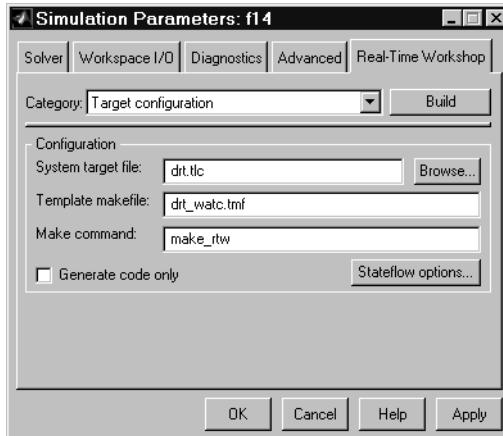 Simulation Parameters: f14
Solver Workspace I/O Diagnostics Advanced Real-Time Workshop
Category: Target configuration Build
Configuration
System target file: drt.tlc Browse...
Template makefile: drt_watc.tmf
Make command: make_rtw
Generate code only Stateflow options...
OK Cancel Help Apply